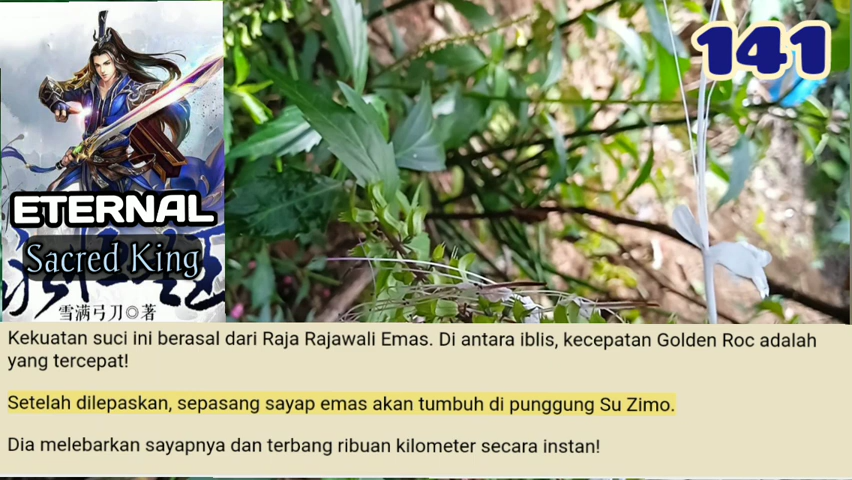 141
ETERNAL
Sacred King
雪满弓刀◎著
Kekuatan suci ini berasal dari Raja Rajawali Emas. Di antara iblis, kecepatan Golden Roc adalah
yang tercepat!
Setelah dilepaskan, sepasang sayap emas akan tumbuh di punggung Su Zimo.
Dia melebarkan sayapnya dan terbang ribuan kilometer secara instan!